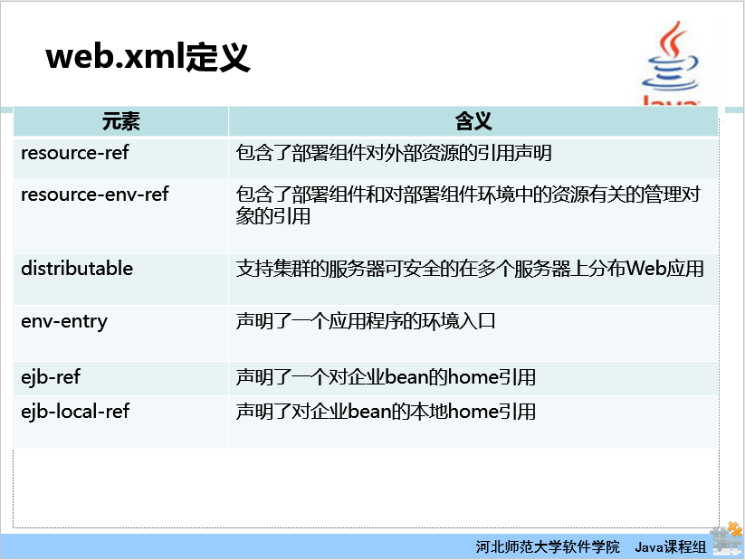 web.xml定义
Java
元素 含义
resource-ref 包含了部署组件对外部资源的引用声明
resource-env-ref 包含了部署组件和对部署组件环境中的资源有关的管理对
象的引用
distributable 支持集群的服务器可安全的在多个服务器上分布Web应用
env-entry 声明了一个应用程序的环境入口
ejb-ref 声明了一个对企业bean的home引用
ejb-local-ref 声明了对企业bean的本地home引用
河北师范大学软件学院 Java课程组